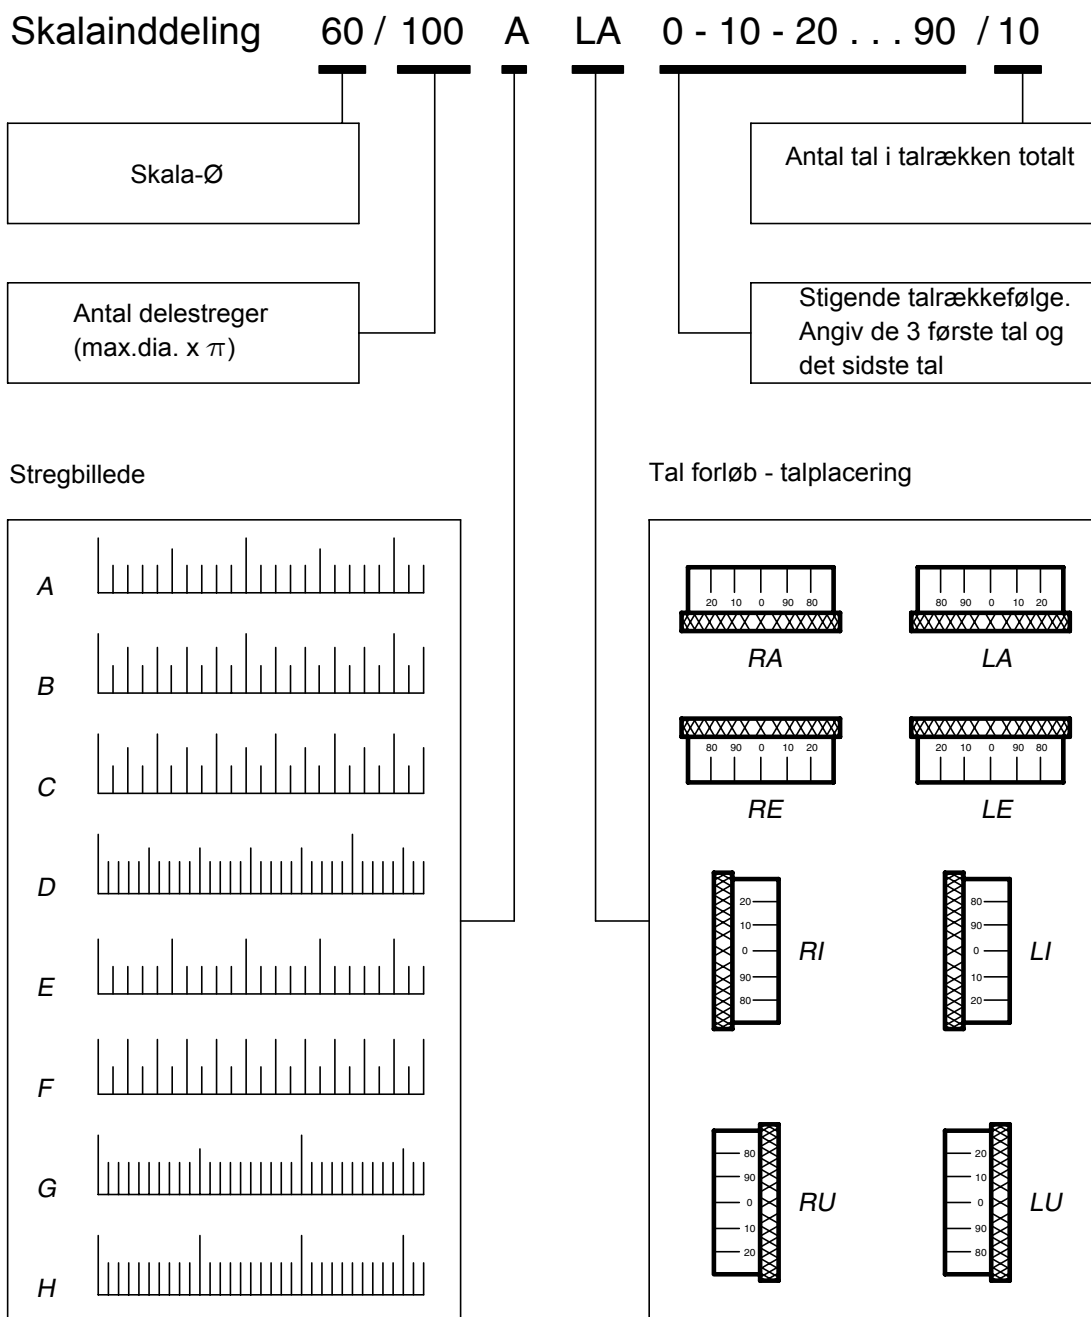 Skalainddeling 60 / 100 A LA 0 - 10 - 20 . . . 90 / 10
Skala-Ø
Antal tal i talrækken totalt
Antal delestreger
(max.dia. x π)
Stigende talrækkefølge.
Angiv de 3 første tal og
det sidste tal
Stregbillede
A
B
C
D
E
F
G
H
Tal forløb - talplacering
20 10 0 90 80
RA
80 90 0 10 20
LA
80 90 0 10 20
RE
20 10 0 90 80
LE
20
10
0
90
80
RI
80
90
0
10
20
LI
80
90
0
10
20
RU
20
10
0
90
80
LU